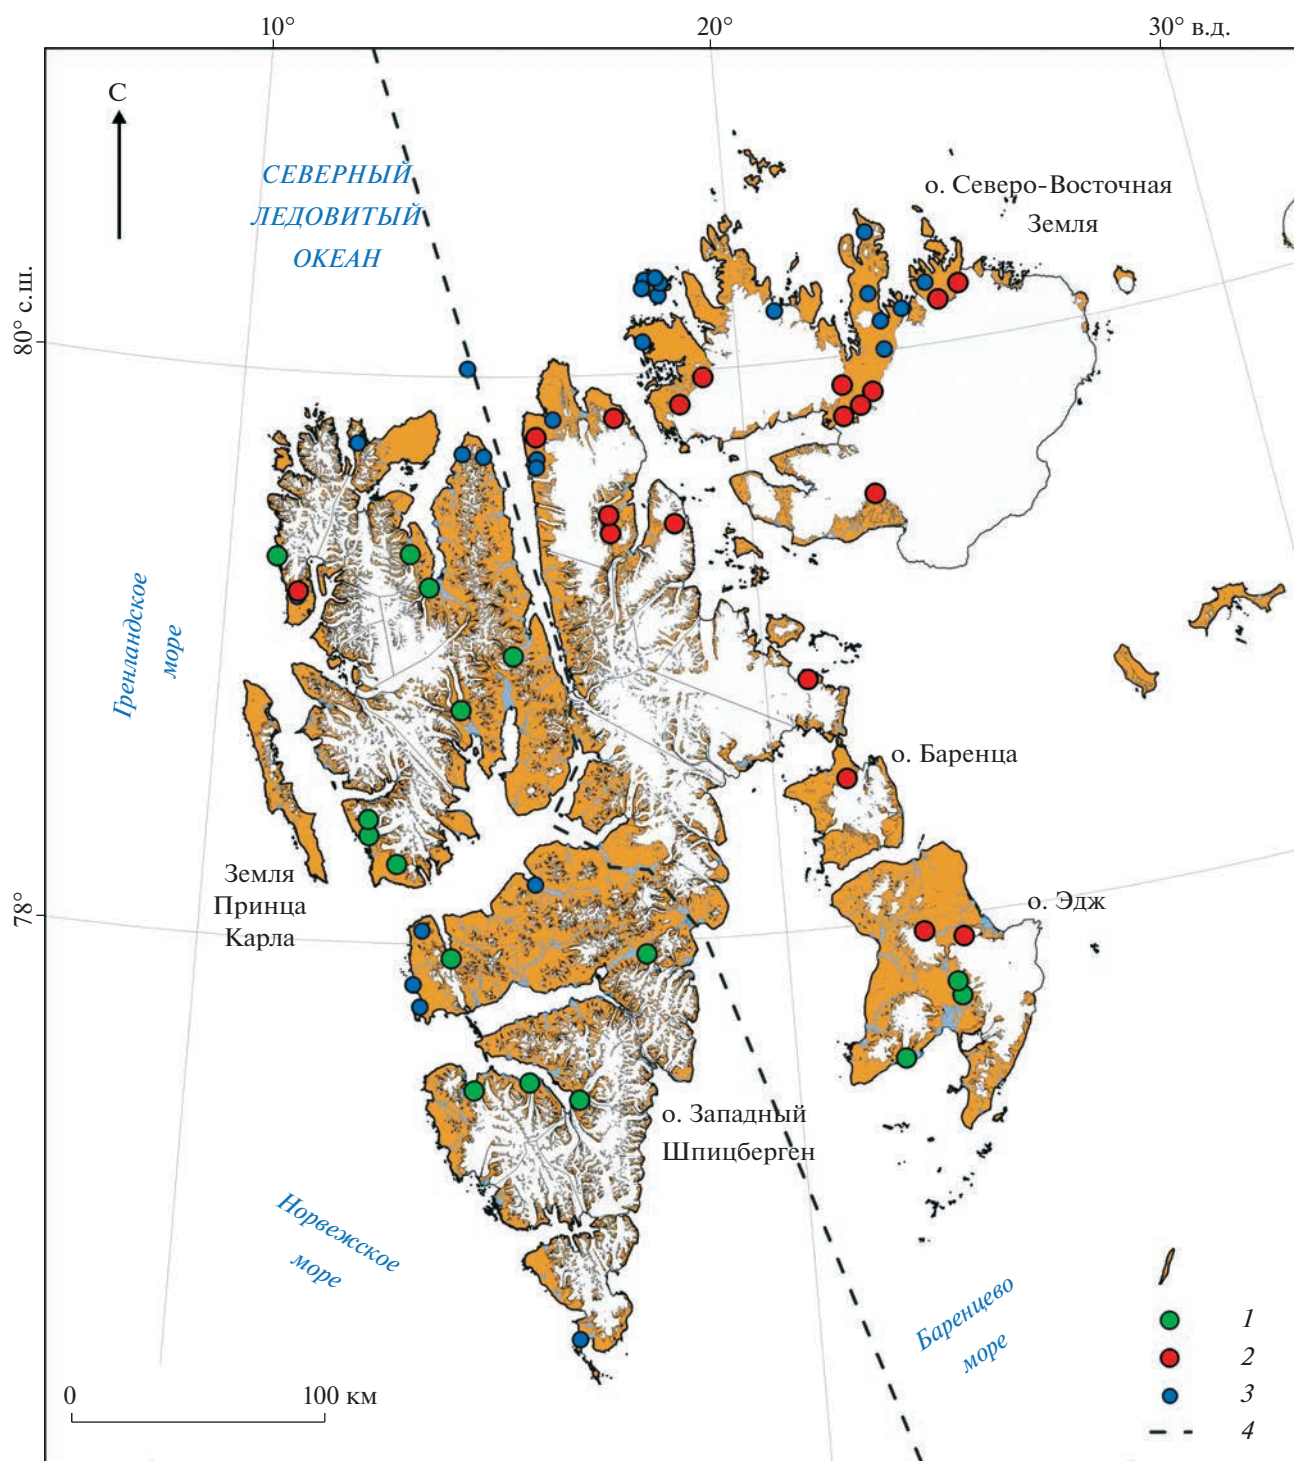 10°
20°
30° в.д.
С
СЕВЕРНЫЙ
ЛЕДОВИТЫЙ
ОКЕАН
о. Северо-Восточная
Земля
80° с.ш.
Гренландское
море
о. Баренца
Земля
Принца
Карла
78°
о. Эдж
о. Западный
Шпицберген
Норвежское
море
Баренцево
море
1
2
3
4
0
100 км